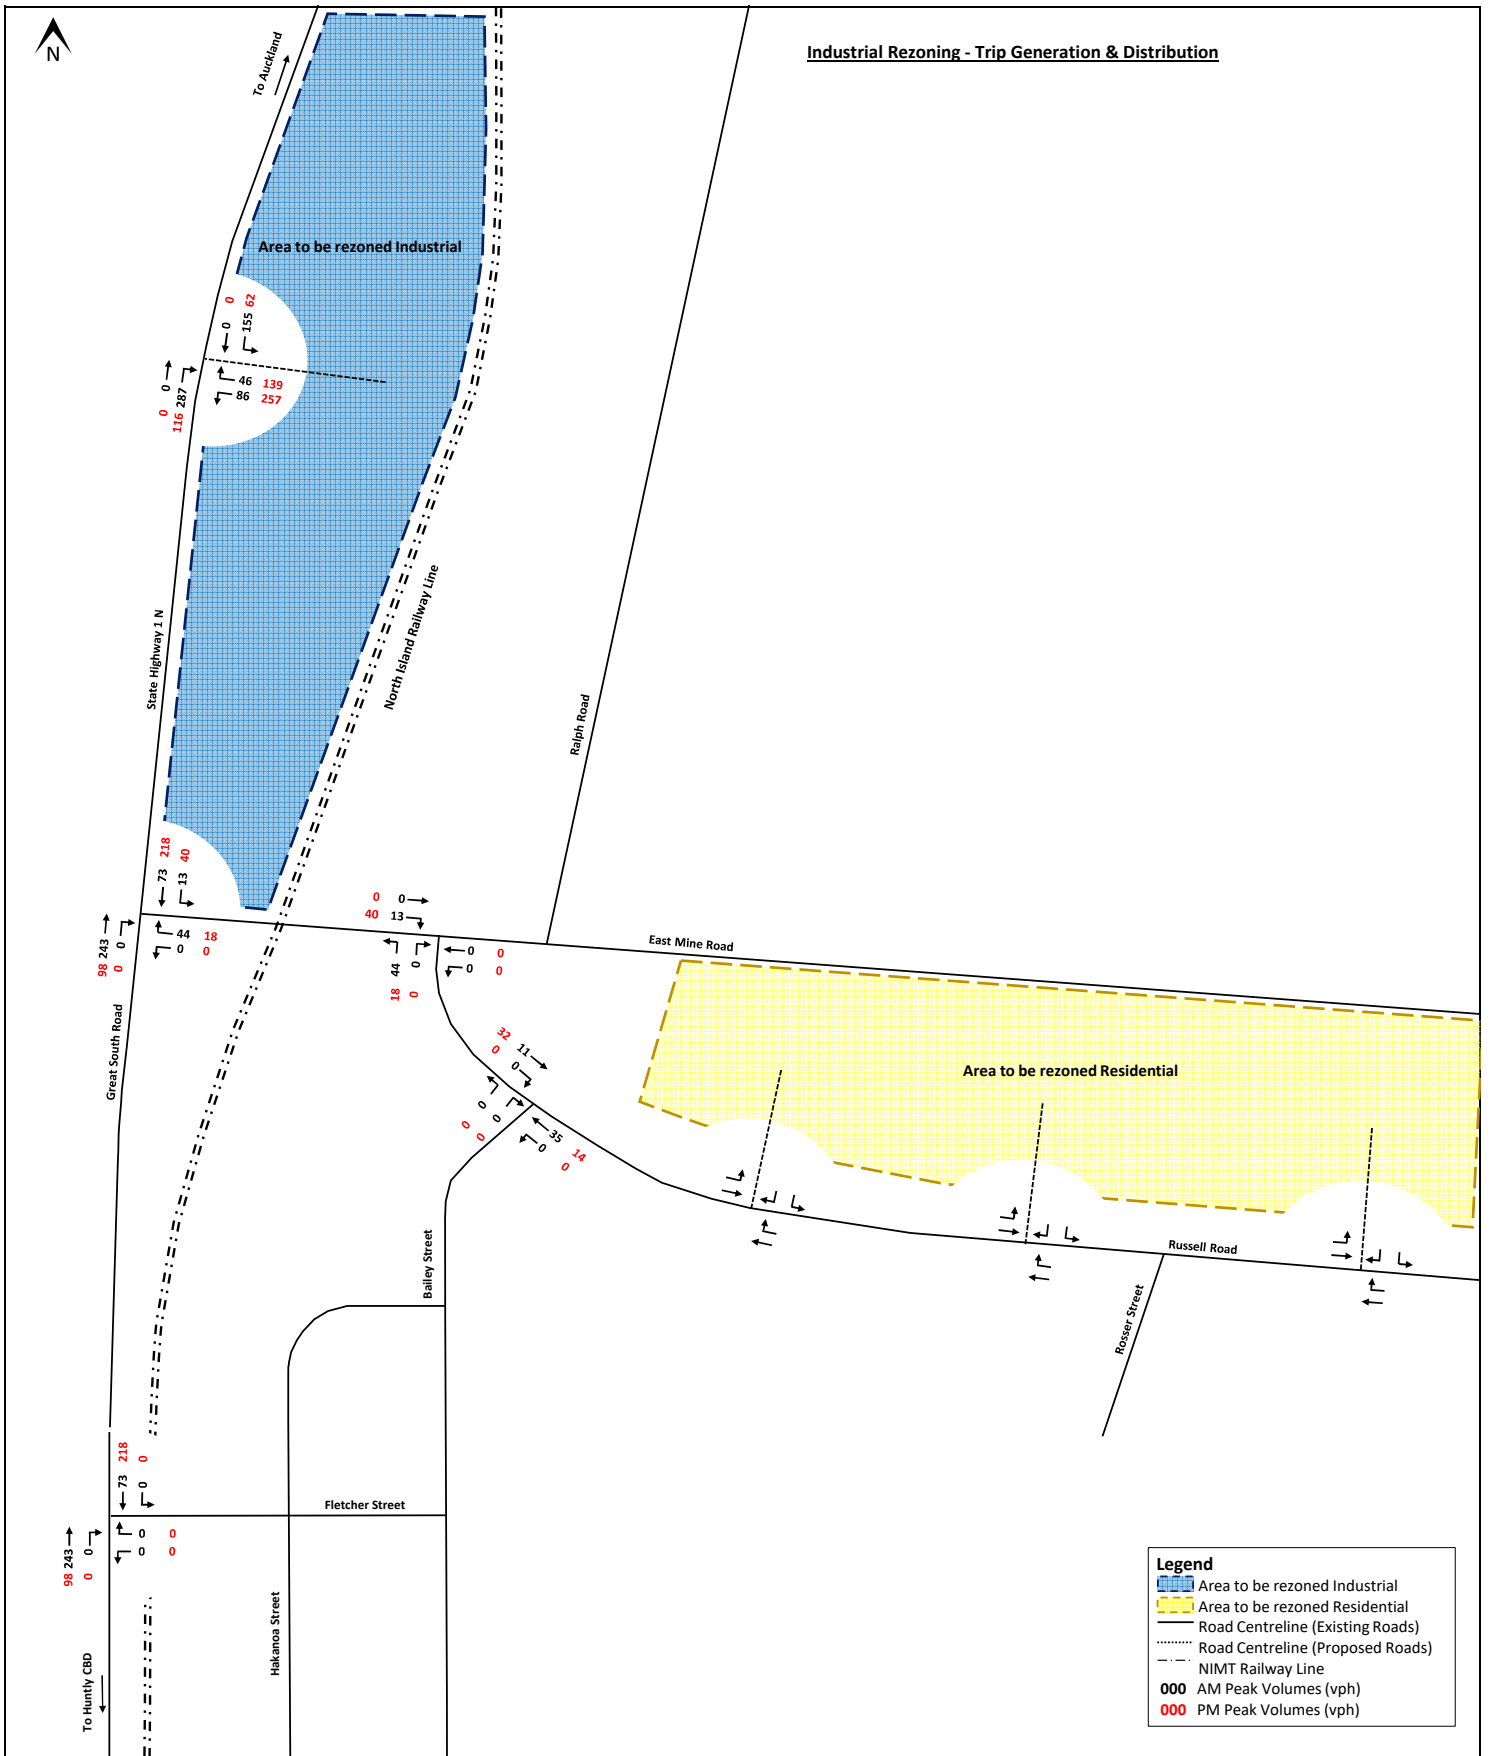 N
Industrial Rezoning - Trip Generation & Distribution
To Auckland
Area to be rezoned Industrial
0 62
0 155
0 0
116 287
46 139
86 257
State Highway 1 N
North Island Railway Line
Ralph Road
218 40
73 13
98 243
0 0
44 18
0 0
0 0
40 13
East Mine Road
44 0
18 0
0 0
0 0
Great South Road
32 11
0 0
0 0
0 0
35 14
0 0
Area to be rezoned Residential
Bailey Street
Russell Road
Rosser Street
218 0
73 0
Fletcher Street
98 243
0 0
0 0
0 0
Hakanoa Street
To Huntly CBD
Legend
Area to be rezoned Industrial
Area to be rezoned Residential
Road Centreline (Existing Roads)
Road Centreline (Proposed Roads)
NIMT Railway Line
000 AM Peak Volumes (vph)
000 PM Peak Volumes (vph)